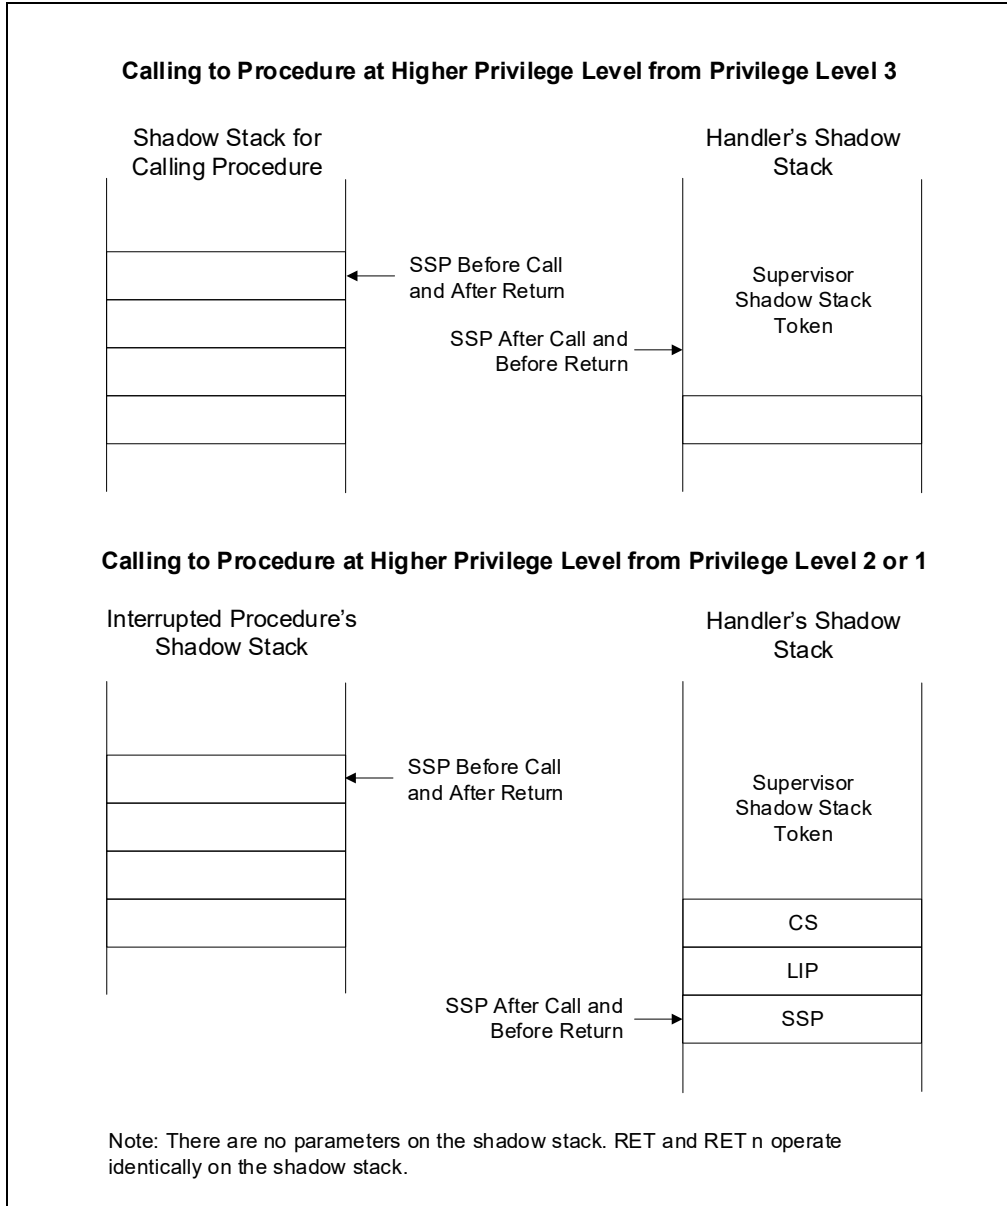 Calling to Procedure at Higher Privilege Level from Privilege Level 3
Shadow Stack for
Calling Procedure
Handler's Shadow
Stack
SSP Before Call
and After Return
Supervisor
Shadow Stack
Token
SSP After Call and
Before Return
Calling to Procedure at Higher Privilege Level from Privilege Level 2 or 1
Interrupted Procedure's
Shadow Stack
Handler's Shadow
Stack
SSP Before Call
and After Return
Supervisor
Shadow Stack
Token
CS
LIP
SSP After Call and
Before Return
SSP
Note: There are no parameters on the shadow stack. RET and RET n operate
identically on the shadow stack.